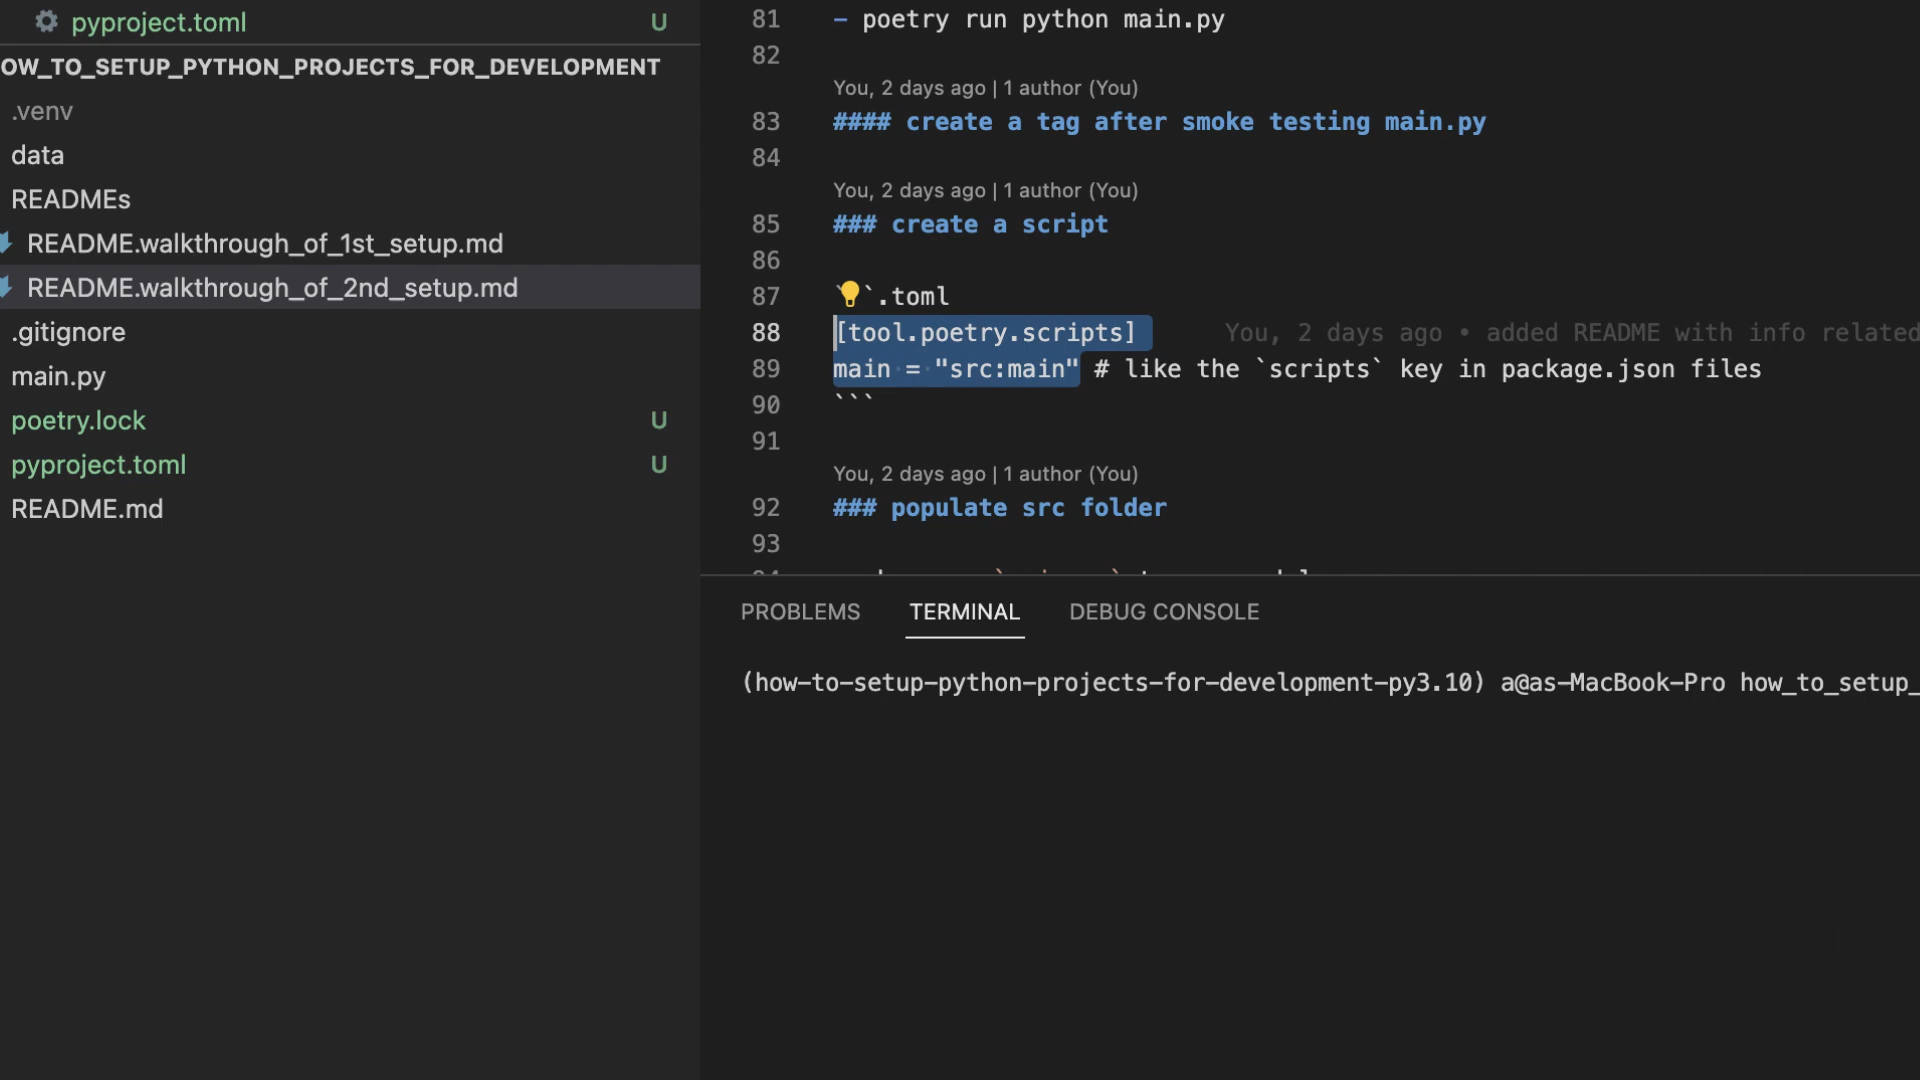 pyproject.toml U
OW_TO_SETUP_PYTHON_PROJECTS_FOR_DEVELOPMENT
.venv
data
READMEs
README.walkthrough_of_1st_setup.md
README.walkthrough_of_2nd_setup.md
.gitignore
main.py
poetry.lock U
pyproject.toml U
README.md
81 - poetry run python main.py
82
You, 2 days ago | 1 author (You)
83 #### create a tag after smoke testing main.py
84
You, 2 days ago | 1 author (You)
85 ### create a script
86
87 ```.toml
88 [tool.poetry.scripts] You, 2 days ago • added README with info related
89 main = "src:main" # like the `scripts` key in package.json files
90 ```
91
You, 2 days ago | 1 author (You)
92 ### populate src folder
93
PROBLEMS TERMINAL DEBUG CONSOLE
(how-to-setup-python-projects-for-development-py3.10) a@as-MacBook-Pro how_to_setup_